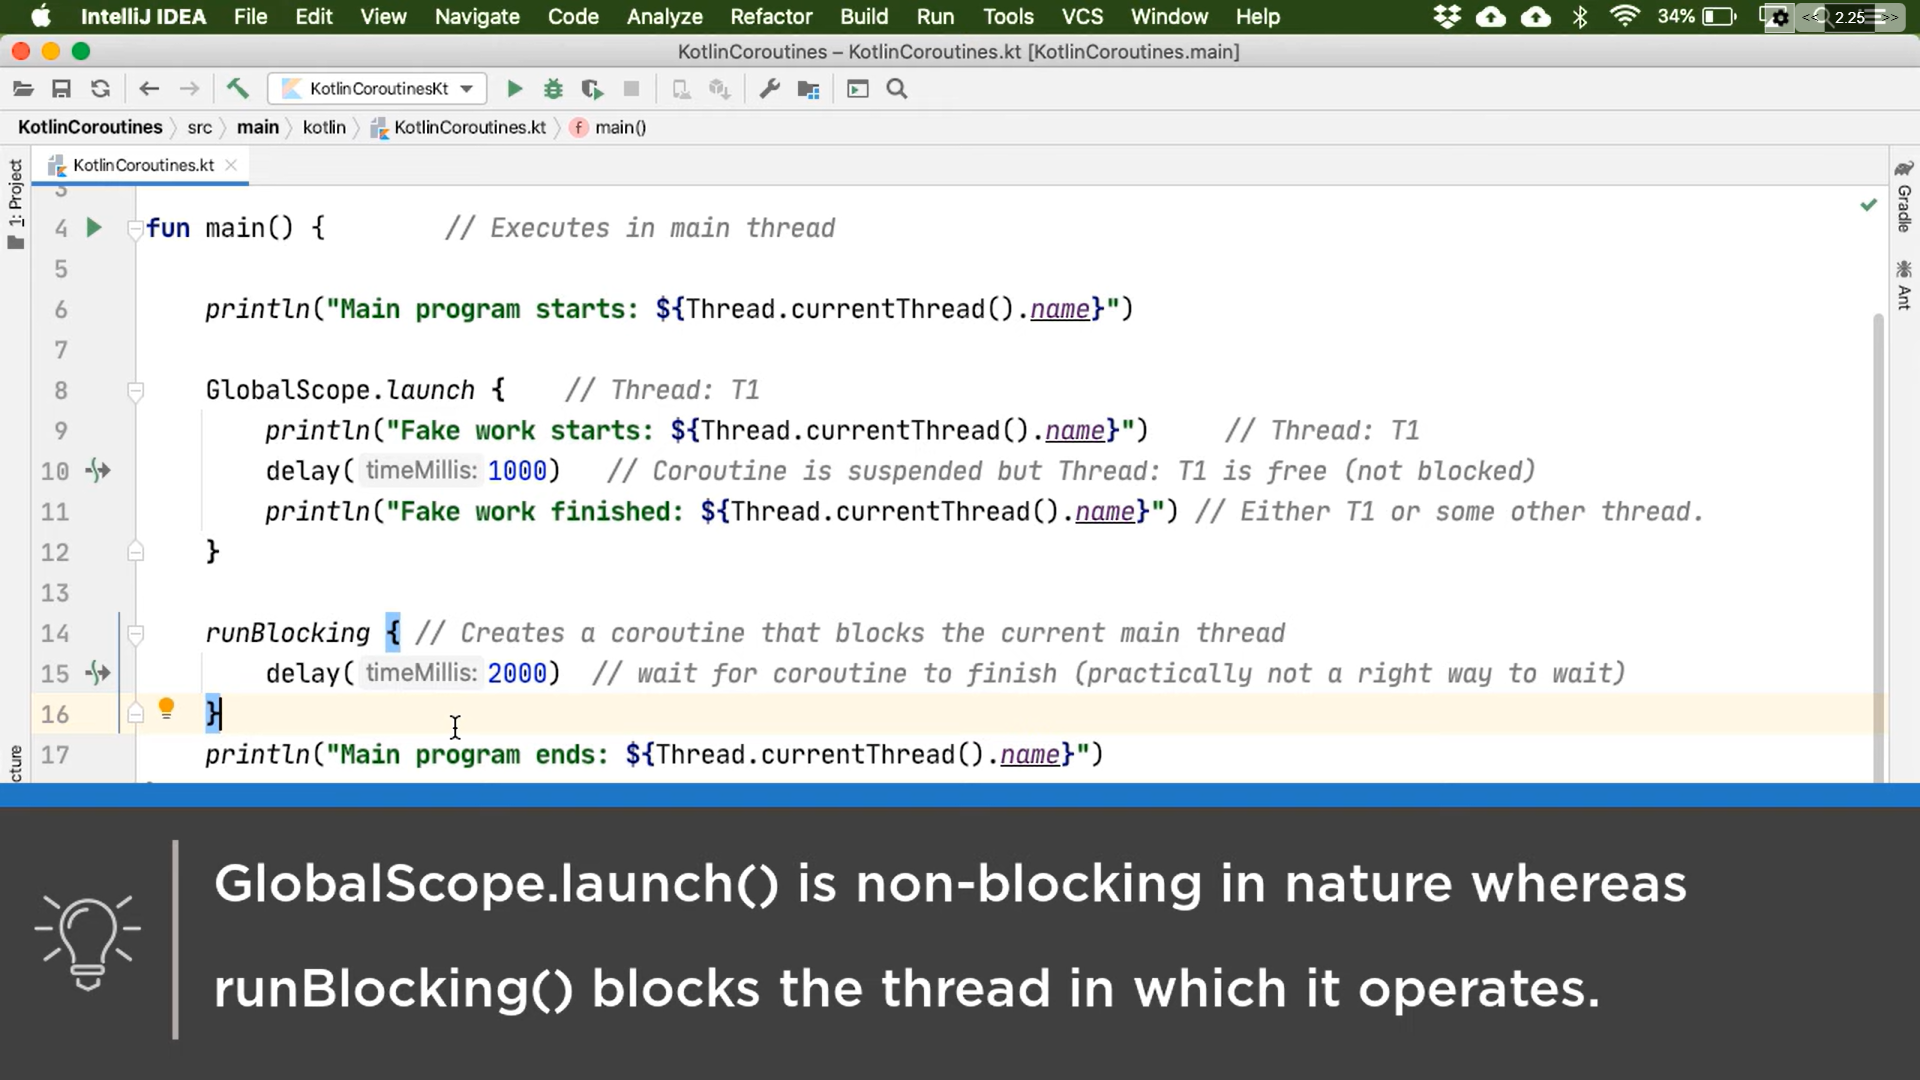 IntelliJ IDEA File Edit View Navigate Code Analyze Refactor Build Run Tools VCS Window Help 34% << 2.25 >>
KotlinCoroutines – KotlinCoroutines.kt [KotlinCoroutines.main]
KotlinCoroutinesKt
KotlinCoroutines src main kotlin KotlinCoroutines.kt f main()
KotlinCoroutines.kt
1: Project
Gradle
Ant
cture
3
4 fun main() { // Executes in main thread
5
6 println("Main program starts: ${Thread.currentThread().name}")
7
8 GlobalScope.launch { // Thread: T1
9 println("Fake work starts: ${Thread.currentThread().name}") // Thread: T1
10 delay( timeMillis: 1000) // Coroutine is suspended but Thread: T1 is free (not blocked)
11 println("Fake work finished: ${Thread.currentThread().name}") // Either T1 or some other thread.
12 }
13
14 runBlocking { // Creates a coroutine that blocks the current main thread
15 delay( timeMillis: 2000) // wait for coroutine to finish (practically not a right way to wait)
16 }
17 println("Main program ends: ${Thread.currentThread().name}")
GlobalScope.launch() is non-blocking in nature whereas
runBlocking() blocks the thread in which it operates.